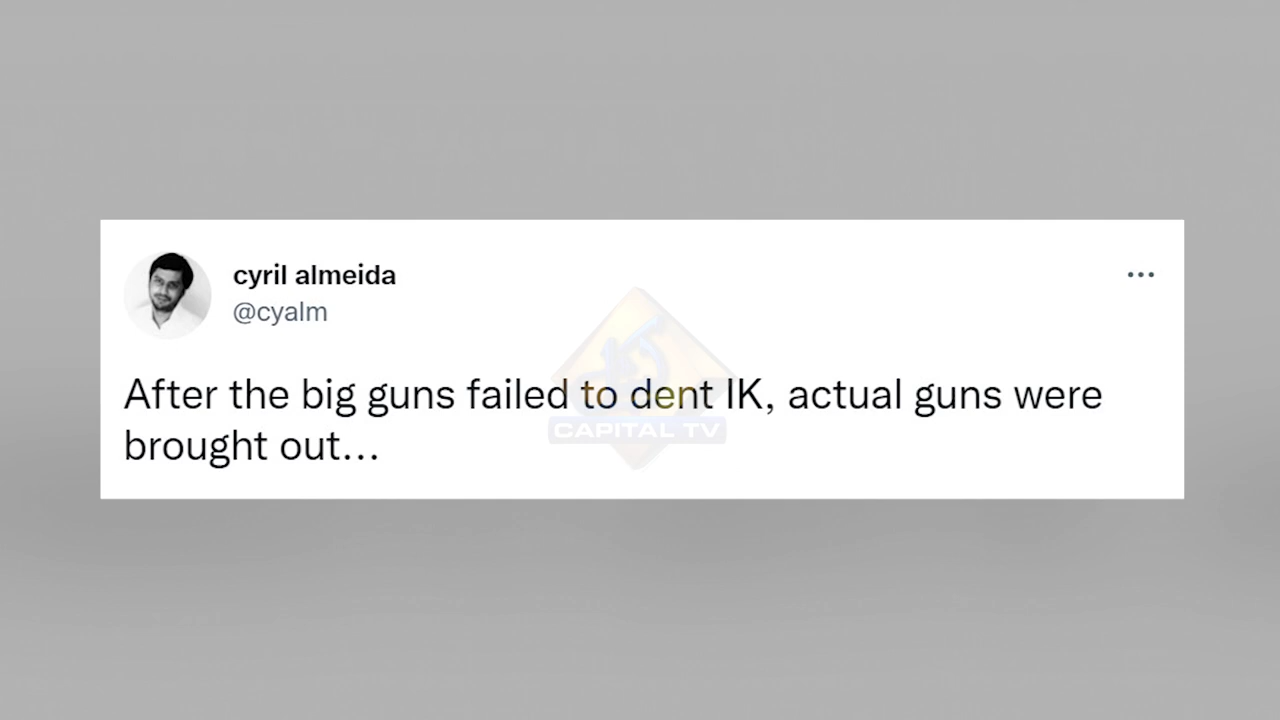 cyril almeida
@cyalm
After the big guns failed to dent IK, actual guns were
brought out...
CAPITAL TV